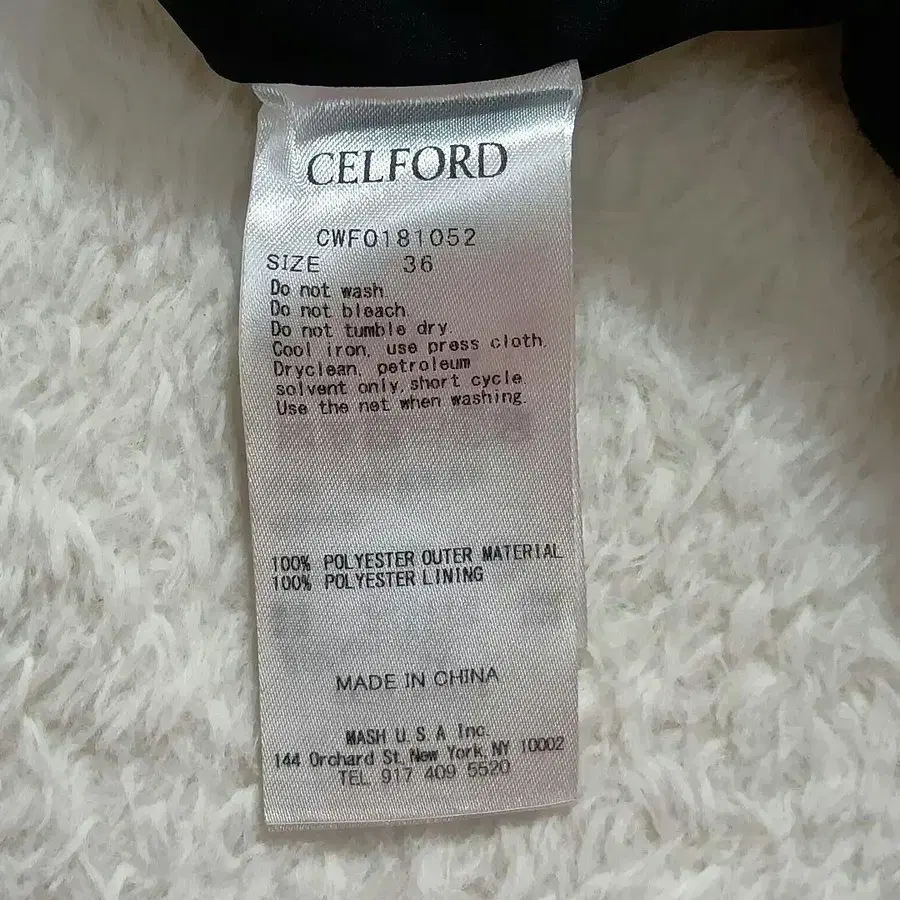 CELFORD
CWF0181052
SIZE 36
Do not wash.
Do not bleach.
Do not tumble dry.
Cool iron, use press cloth.
Dryclean, petroleum
solvent only, short cycle.
Use the net when washing.
100% POLYESTER OUTER MATERIAL
100% POLYESTER LINING
MADE IN CHINA
MASH U S A Inc.
144 Orchard St. New York, NY 10002
TEL 917 409 5520